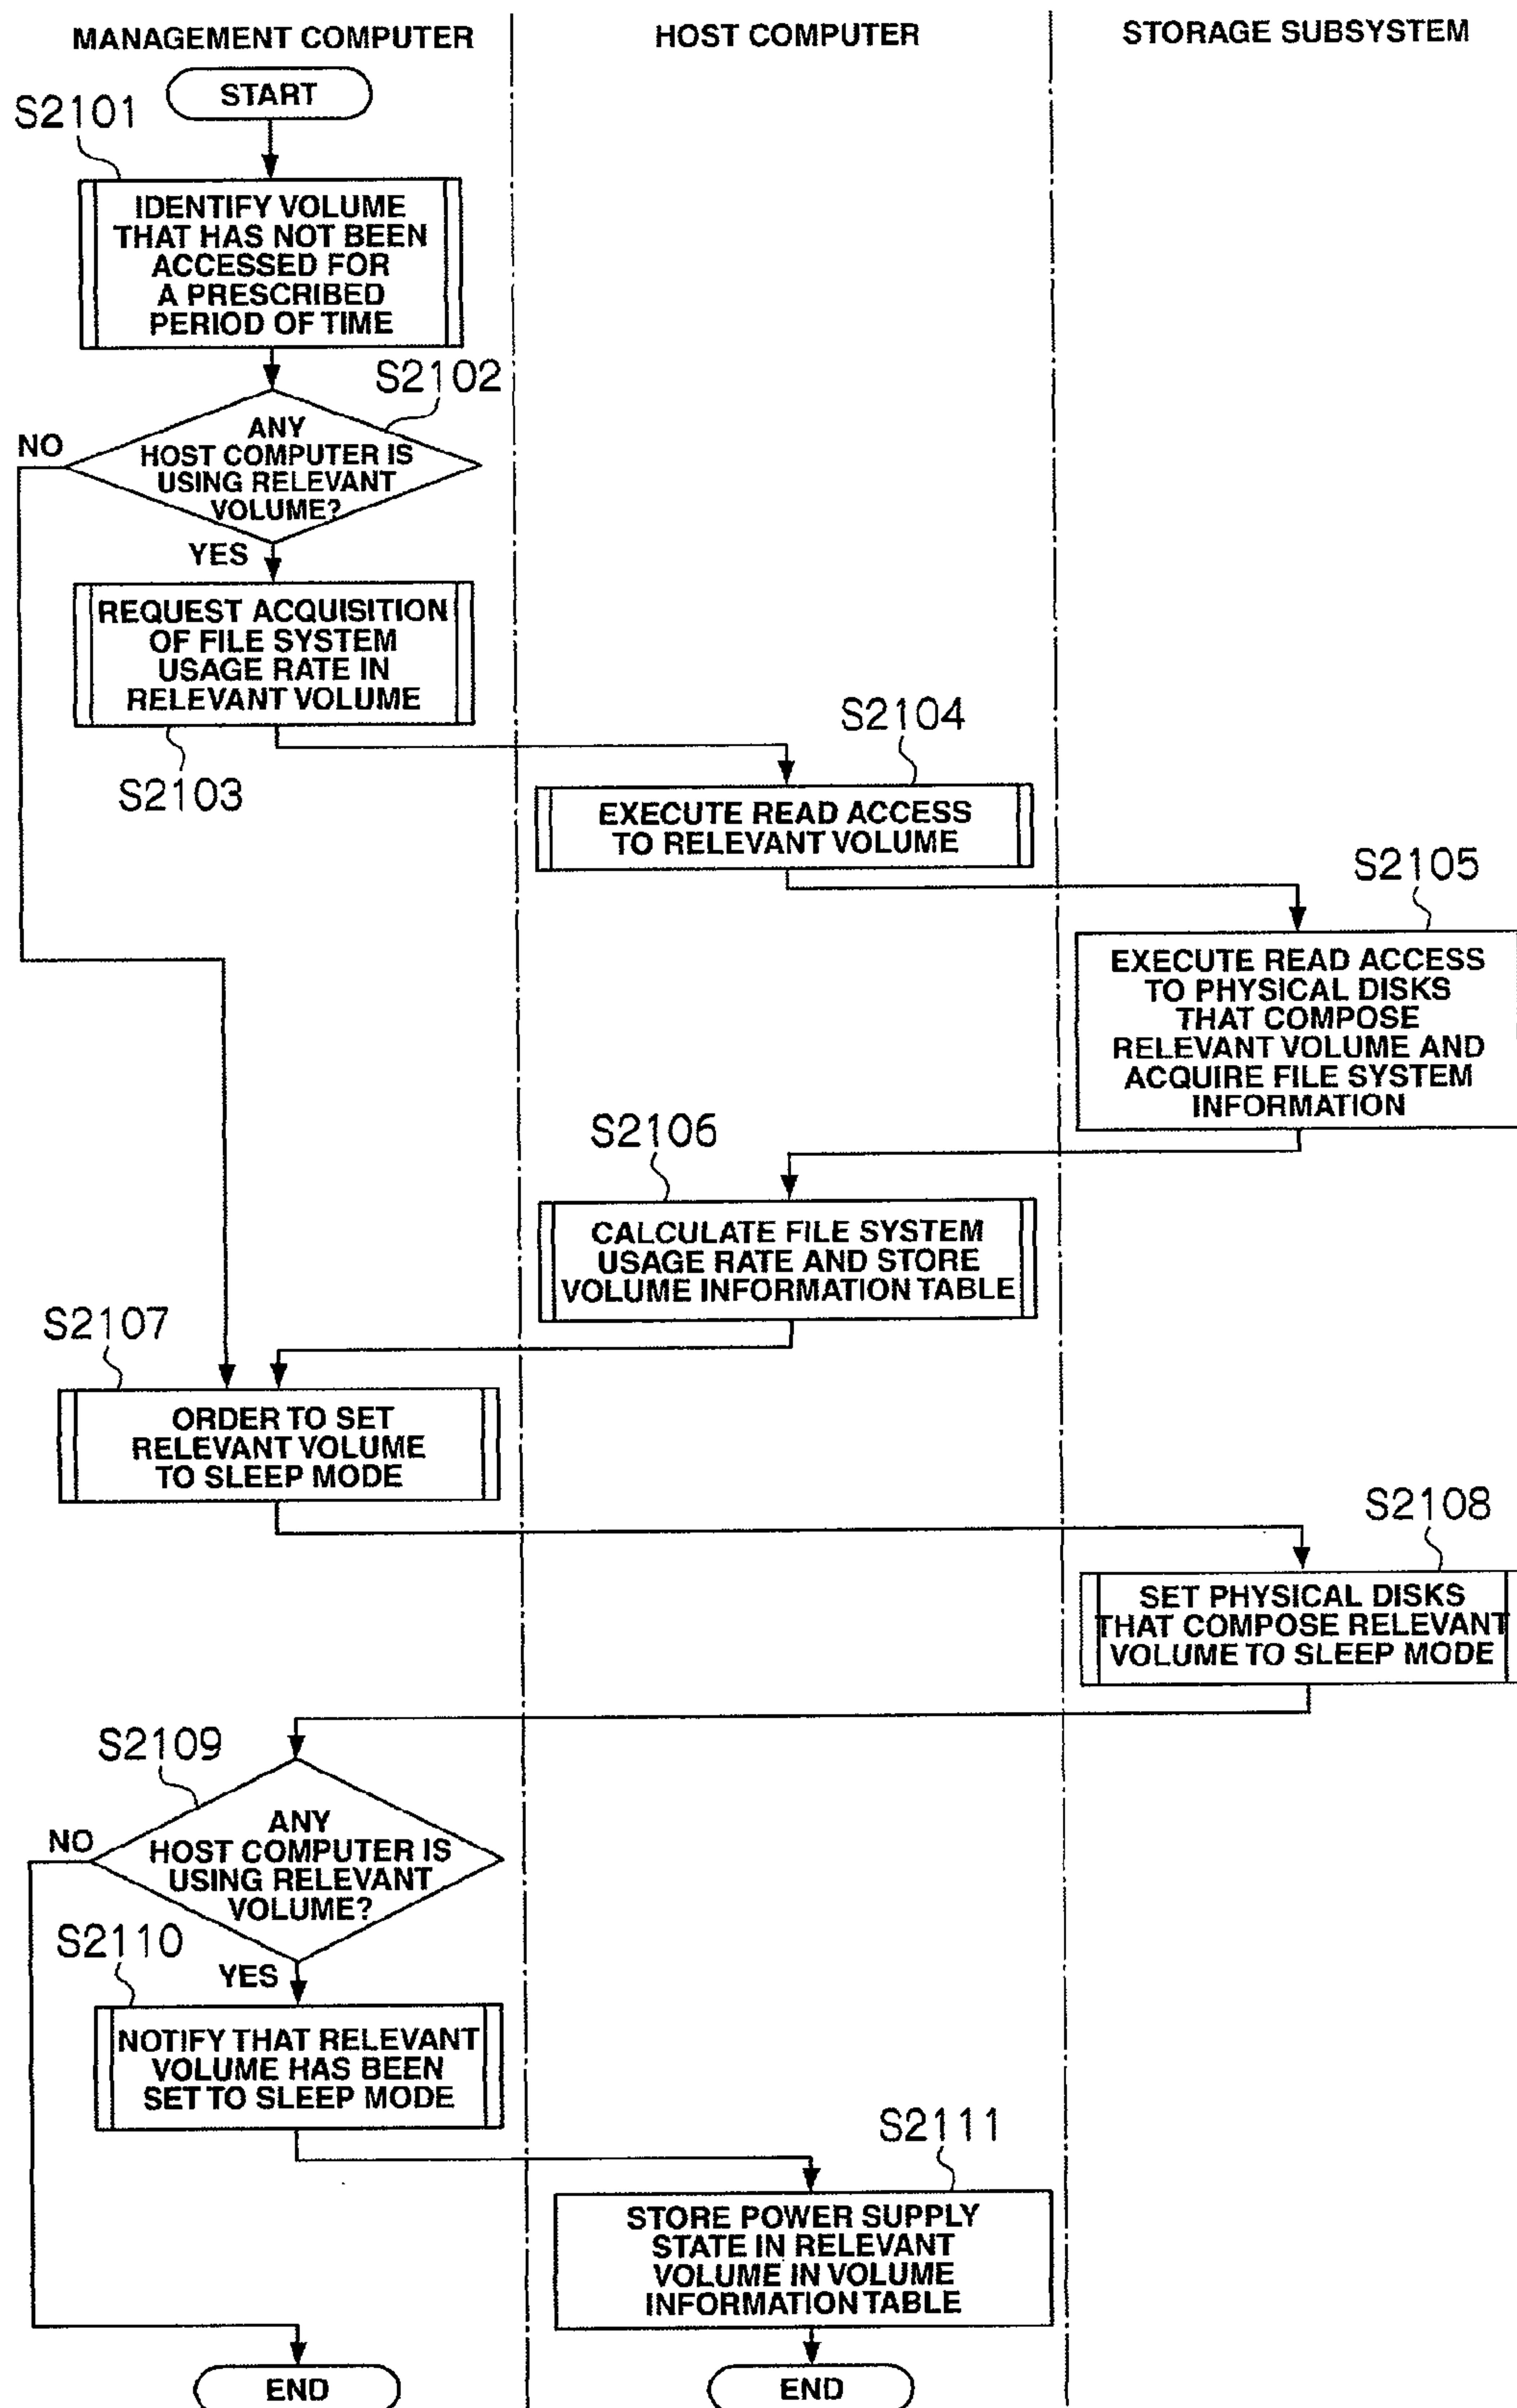 MANAGEMENT COMPUTER
HOST COMPUTER
STORAGE SUBSYSTEM
START
S2101
IDENTIFY VOLUME
THAT HAS NOT BEEN
ACCESSED FOR
A PRESCRIBED
PERIOD OF TIME
S2102
NO
ANY
HOST COMPUTER IS
USING RELEVANT
VOLUME?
YES
REQUEST ACQUISITION
OF FILE SYSTEM
USAGE RATE IN
RELEVANT VOLUME
S2103
S2104
EXECUTE READ ACCESS
TO RELEVANT VOLUME
S2105
EXECUTE READ ACCESS
TO PHYSICAL DISKS
THAT COMPOSE
RELEVANT VOLUME AND
ACQUIRE FILE SYSTEM
INFORMATION
S2106
CALCULATE FILE SYSTEM
USAGE RATE AND STORE
VOLUME INFORMATION TABLE
S2107
ORDER TO SET
RELEVANT VOLUME
TO SLEEP MODE
S2108
SET PHYSICAL DISKS
THAT COMPOSE RELEVANT
VOLUME TO SLEEP MODE
S2109
NO
ANY
HOST COMPUTER IS
USING RELEVANT
VOLUME?
S2110
YES
NOTIFY THAT RELEVANT
VOLUME HAS BEEN
SET TO SLEEP MODE
S2111
STORE POWER SUPPLY
STATE IN RELEVANT
VOLUME IN VOLUME
INFORMATION TABLE
END
END